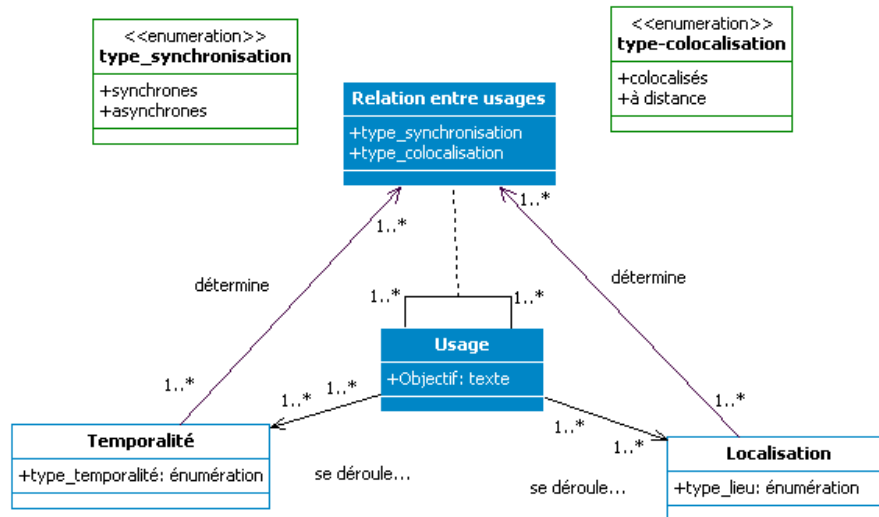 <<enumeration>>
type_synchronisation
+synchrones
+asynchrones
<<enumeration>>
type-colocalisation
+colocalisés
+à distance
Relation entre usages
+type_synchronisation
+type_colocalisation
1..*
1..*
détermine
détermine
1..*
1..*
Usage
+Objectif: texte
1..*
1..*
1..*
1..*
1..*
1..*
Temporalité
+type_temporalité: énumération
se déroule...
se déroule...
Localisation
+type_lieu: énumération